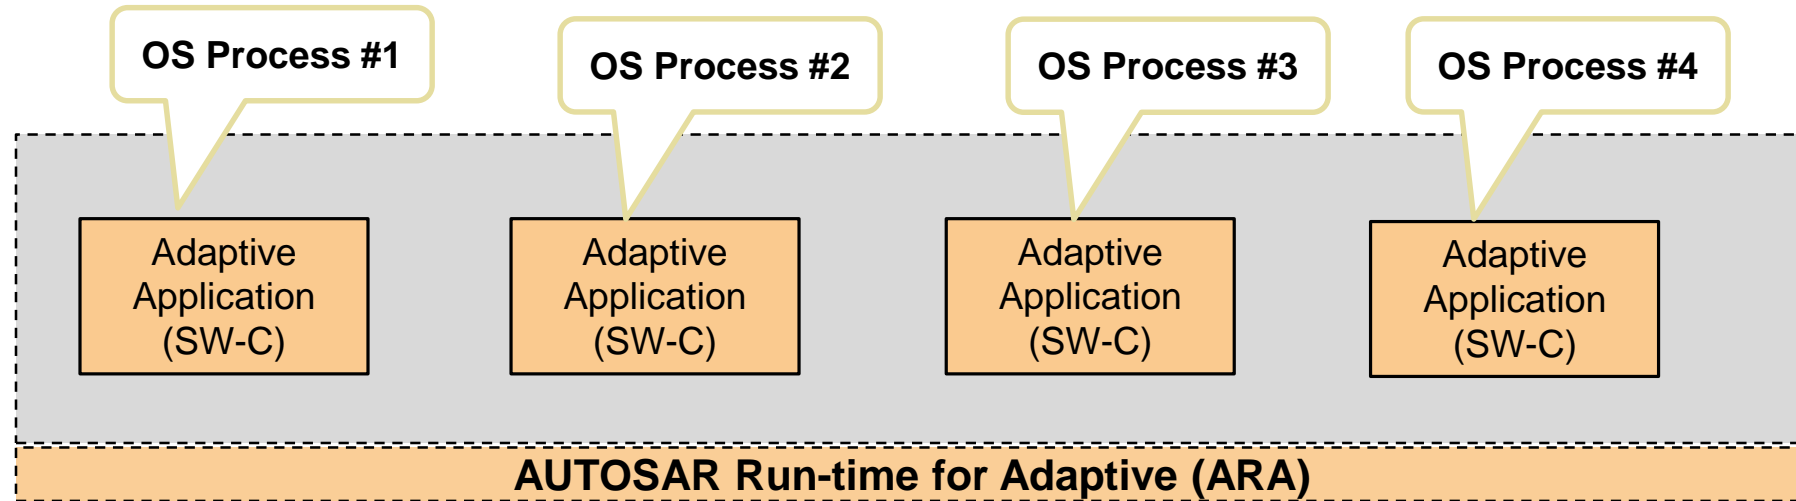 OS Process #1
OS Process #2
OS Process #3
OS Process #4
Adaptive
Application
(SW-C)
Adaptive
Application
(SW-C)
Adaptive
Application
(SW-C)
Adaptive
Application
(SW-C)
AUTOSAR Run-time for Adaptive (ARA)